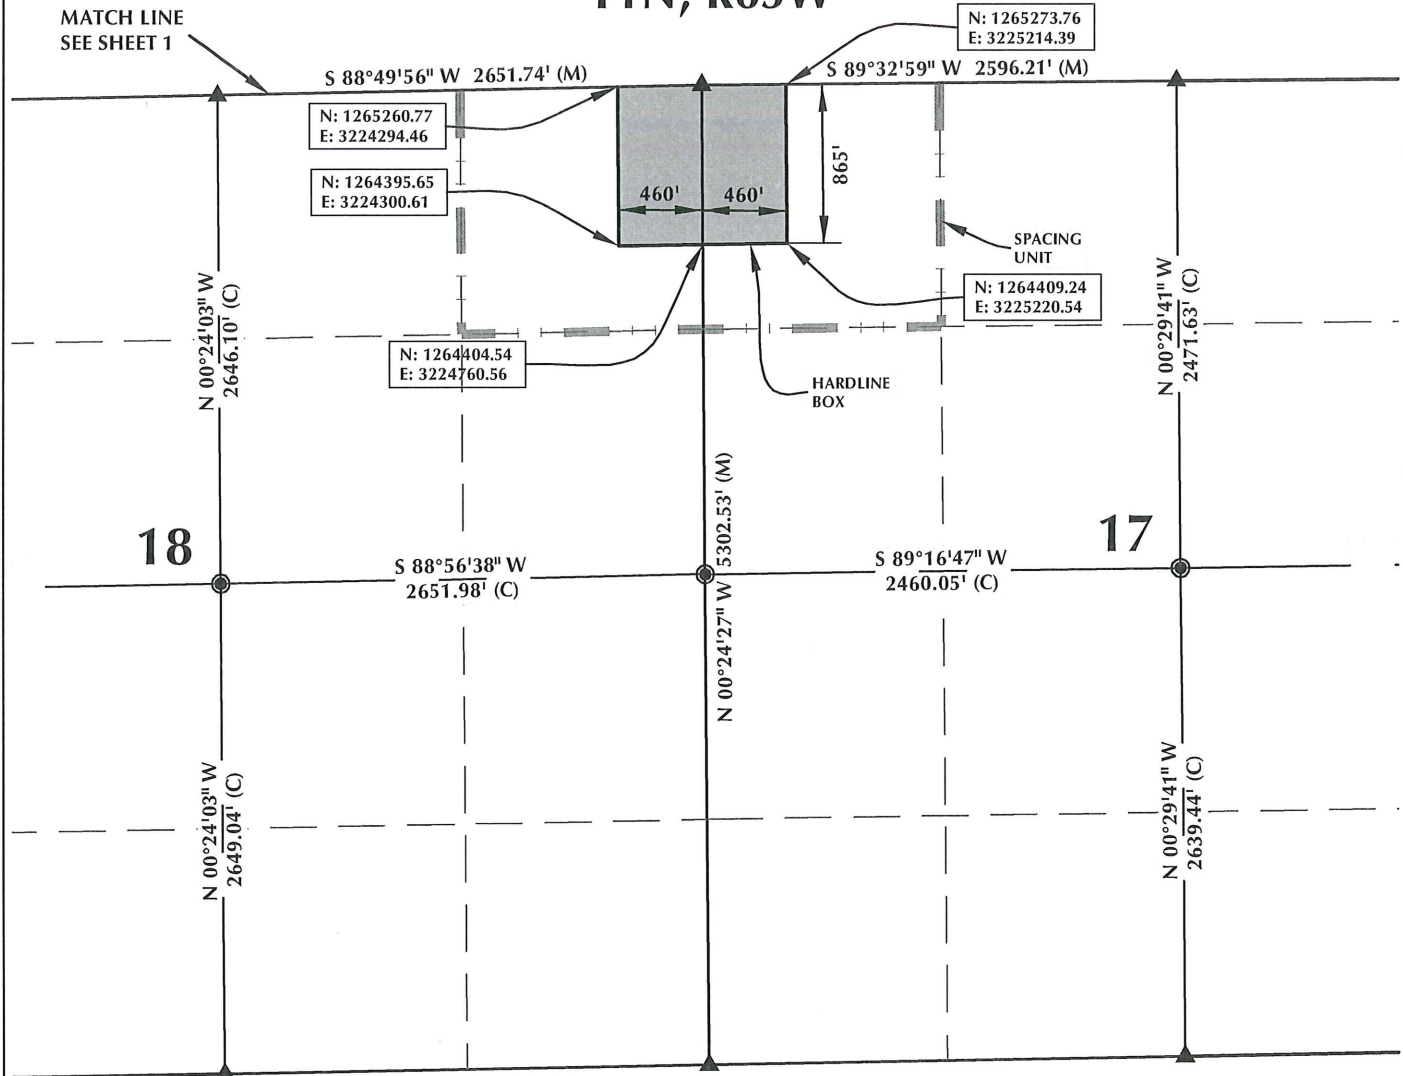 MATCH LINE
SEE SHEET 1
N: 1265273.76
E: 3225214.39
S 88°49'56" W 2651.74' (M)
S 89°32'59" W 2596.21' (M)
N: 1265260.77
E: 3224294.46
N: 1264395.65
E: 3224300.61
460'
460'
865'
SPACING
UNIT
N: 1264409.24
E: 3225220.54
N 00°24'03" W
2646.10' (C)
N 00°29'41" W
2471.63' (C)
N: 1264404.54
E: 3224760.56
HARDLINE
BOX
18
17
S 88°56'38" W
2651.98' (C)
N 00°24'27" W 5302.53' (M)
S 89°16'47" W
2460.05' (C)
N 00°24'03" W
2649.04' (C)
N 00°29'41" W
2639.44' (C)